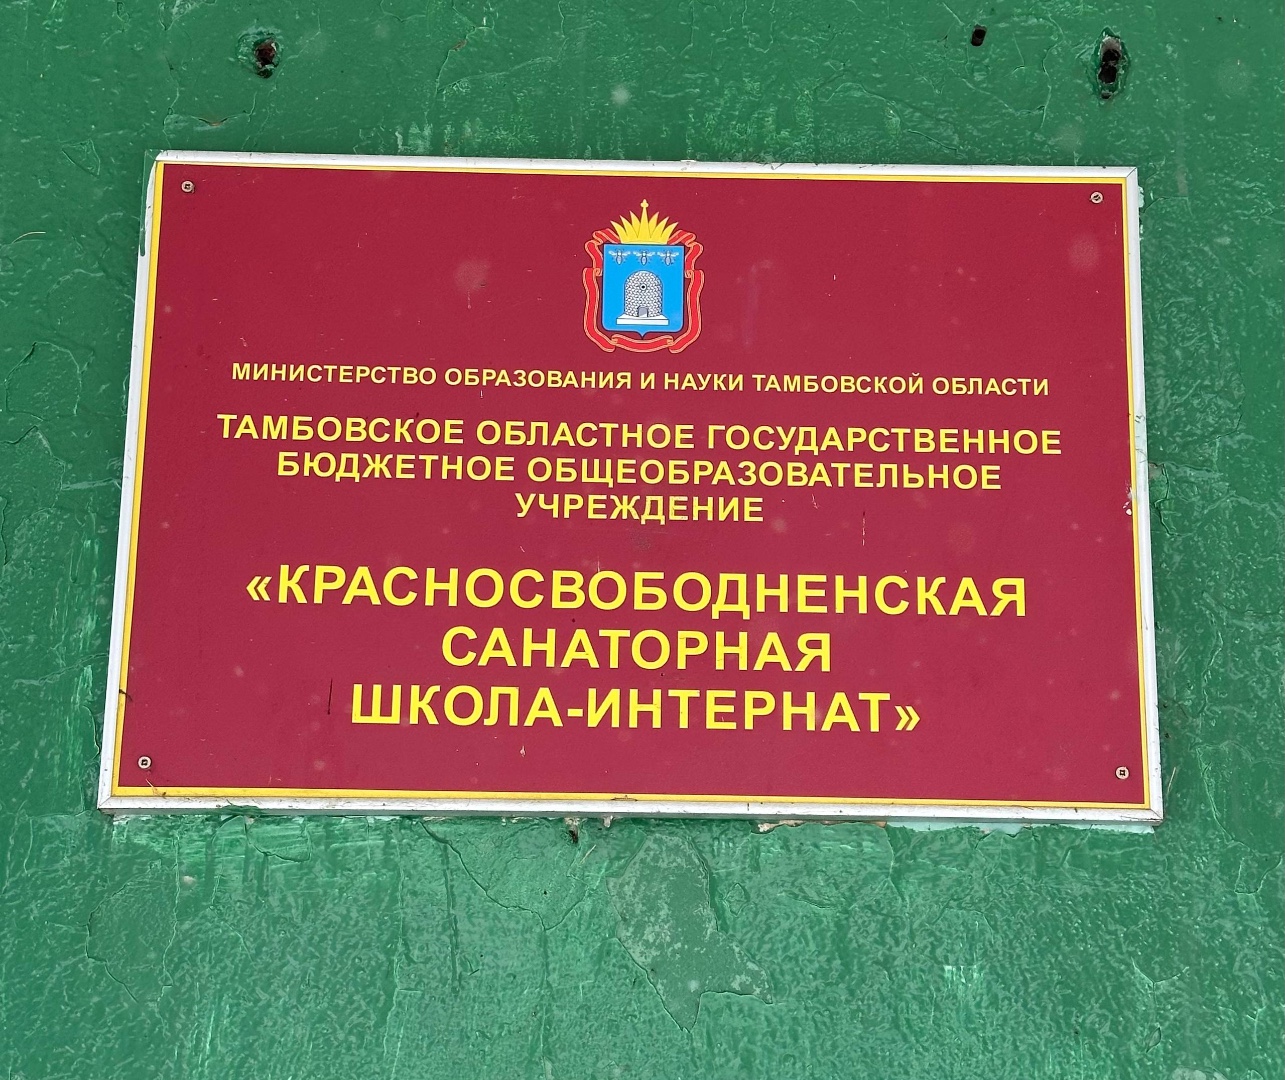 МИНИСТЕРСТВО ОБРАЗОВАНИЯ И НАУКИ ТАМБОВСКОЙ ОБЛАСТИ
ТАМБОВСКОЕ ОБЛАСТНОЕ ГОСУДАРСТВЕННОЕ
БЮДЖЕТНОЕ ОБЩЕОБРАЗОВАТЕЛЬНОЕ
УЧРЕЖДЕНИЕ
«КРАСНОСВОБОДНЕНСКАЯ
САНАТОРНАЯ
ШКОЛА-ИНТЕРНАТ»